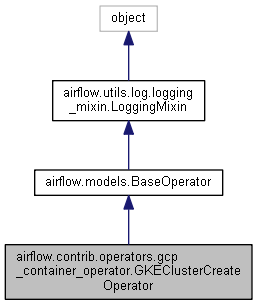 object
airflow.utils.log.logging
_mixin.LoggingMixin
airflow.models.BaseOperator
airflow.contrib.operators.gcp
_container_operator.GKEClusterCreate
Operator